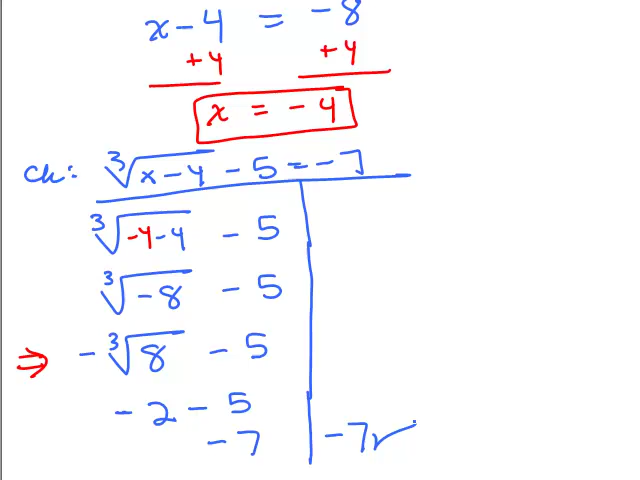 x - 4 = -8
+4 +4
x = -4
Ch: ∛(x-4) - 5 = -7
∛(-4-4) - 5
∛(-8) - 5
⇒ -∛8 - 5
-2 - 5
-7 | -7✓